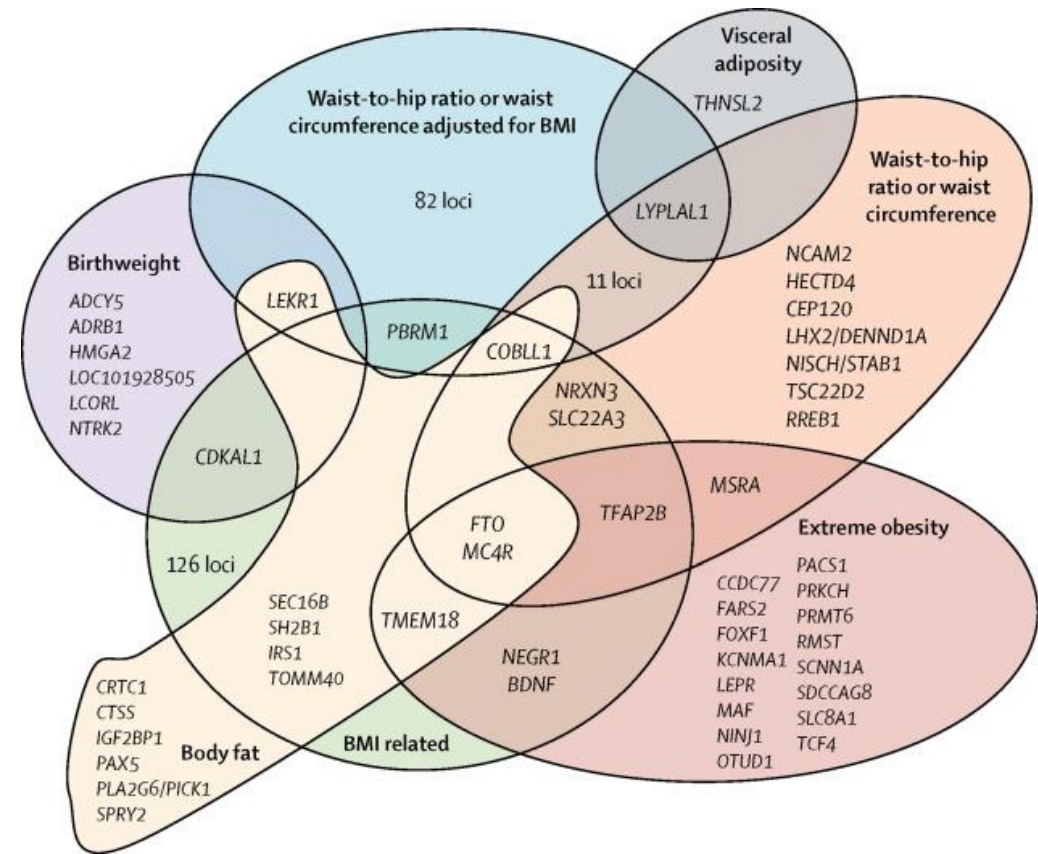 Visceral
adiposity
THNSL2
Waist-to-hip ratio or waist
circumference adjusted for BMI
82 loci
LYPLAL1
11 loci
Waist-to-hip
ratio or waist
circumference
NCAM2
HECTD4
CEP120
LHX2/DENND1A
NISCH/STAB1
TSC22D2
RREB1
Birthweight
ADCY5
ADRB1
HMGA2
LOC101928505
LCORL
NTRK2
LEKR1
PBRM1
COBLL1
NRXN3
SLC22A3
CDKAL1
MSRA
TFAP2B
FTO
MC4R
126 loci
Extreme obesity
CCDC77
FARS2
FOXF1
KCNMA1
LEPR
MAF
NINJ1
OTUD1
PACS1
PRKCH
PRMT6
RMST
SCNN1A
SDCCAG8
SLC8A1
TCF4
SEC16B
SH2B1
IRS1
TOMM40
TMEM18
NEGR1
BDNF
CRTC1
CTSS
IGF2BP1
PAX5
PLA2G6/PICK1
SPRY2
Body fat
BMI related